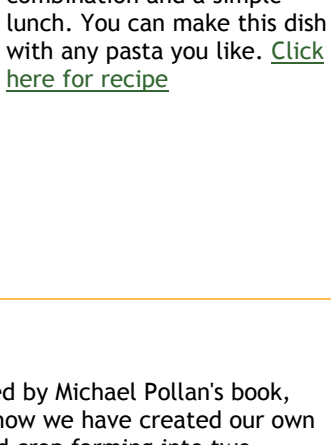 combination and a simple
lunch. You can make this dish
with any pasta you like. Click
here for recipe
ed by Michael Pollan's book,
how we have created our own
d crop farming into two